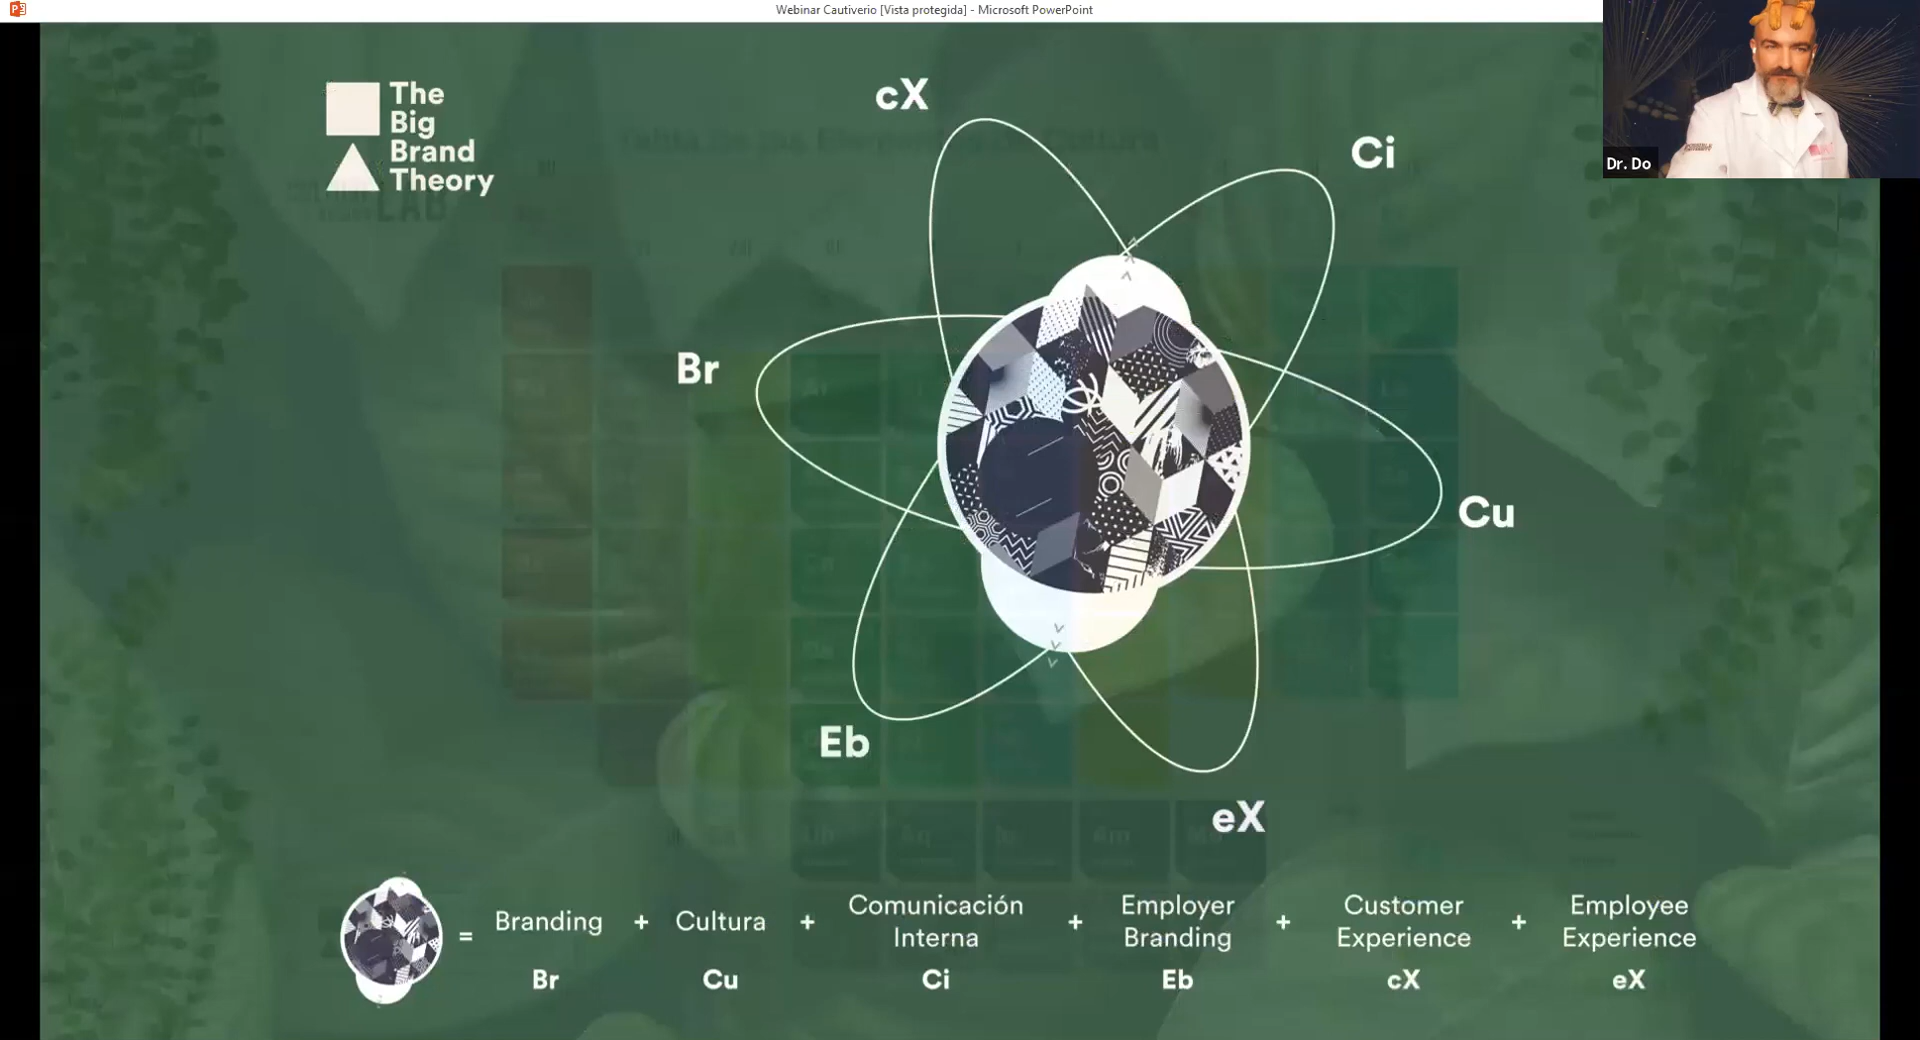 Webinar Cautiverio [Vista protegida] - Microsoft PowerPoint
The
Big
Brand
Theory
LAB
cX
Ci
Dr. Do
Br
Cu
Eb
eX
= Branding + Cultura + Comunicación Interna + Employer Branding + Customer Experience + Employee Experience
Br Cu Ci Eb cX eX